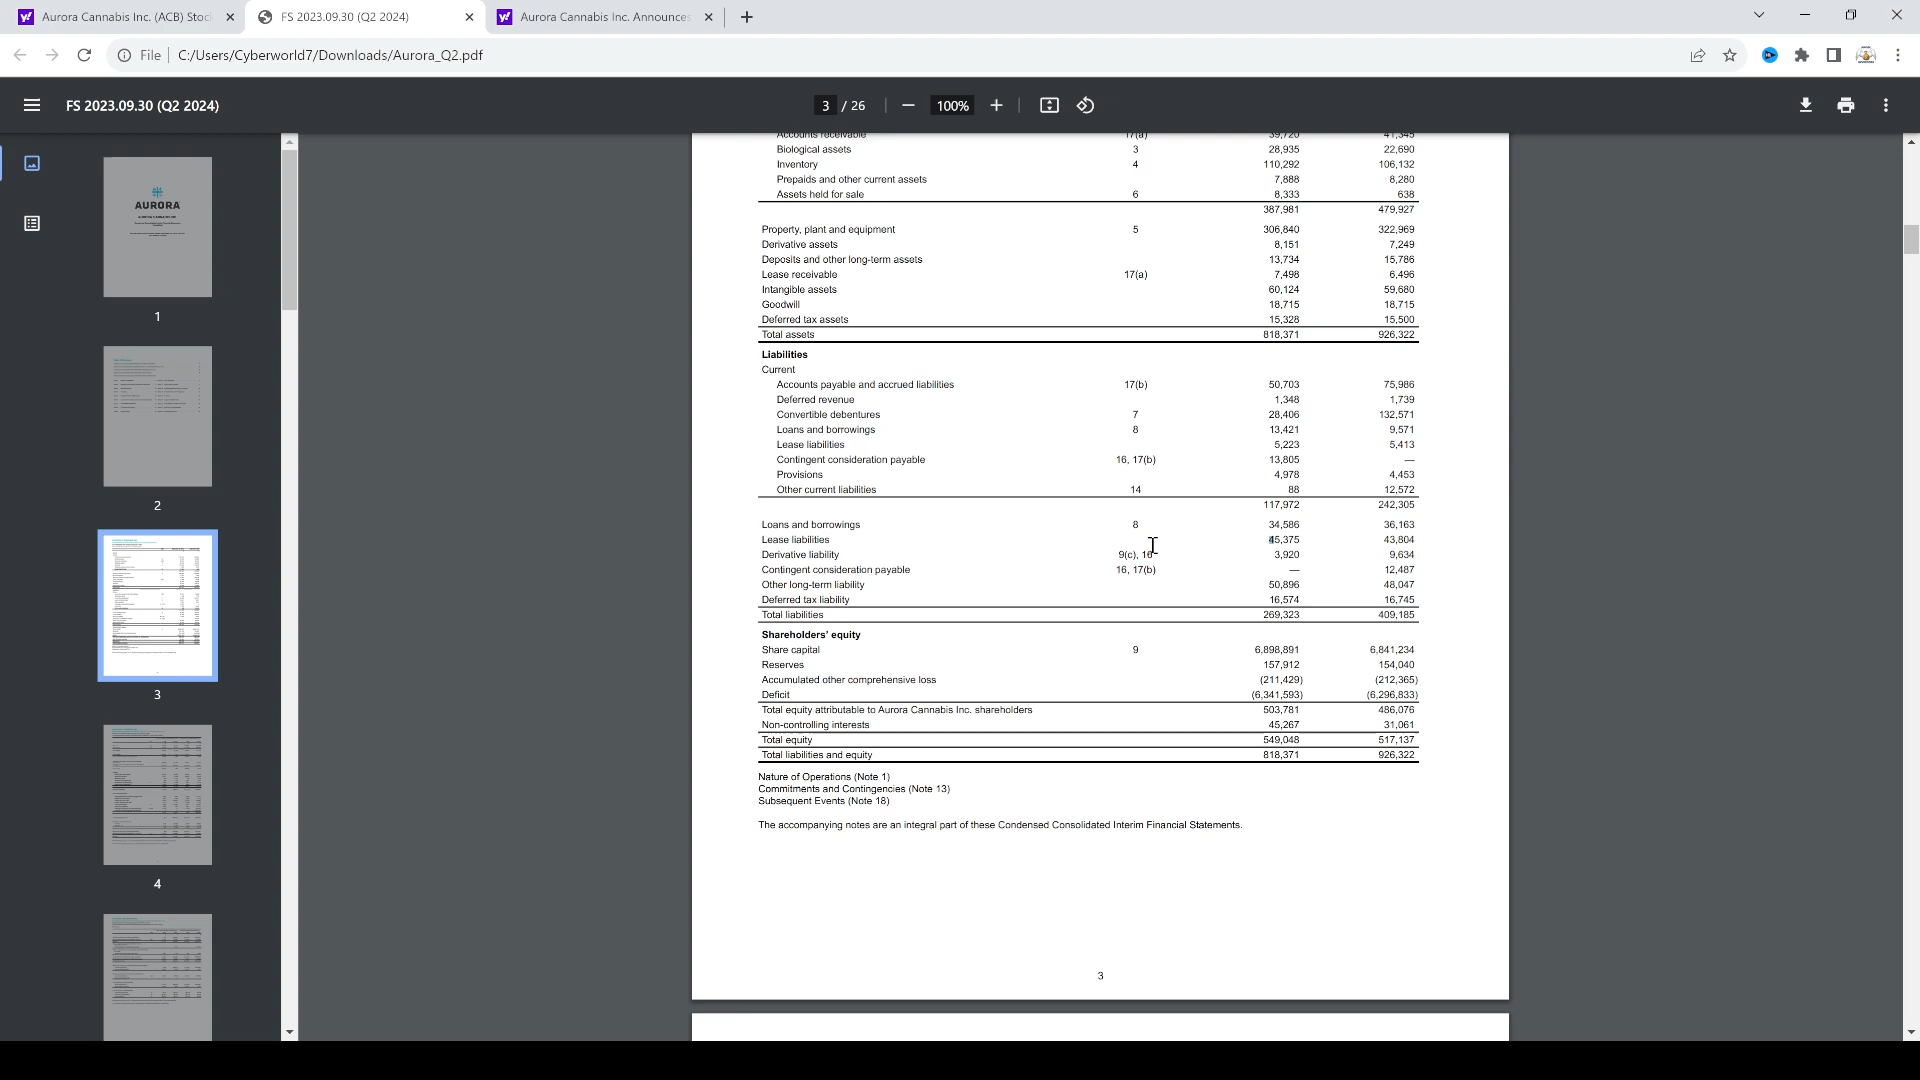 Aurora Cannabis Inc. (ACB) Stoc
FS 2023.09.30 (Q2 2024)
Aurora Cannabis Inc. Announces
File C:/Users/Cyberworld7/Downloads/Aurora_Q2.pdf
FS 2023.09.30 (Q2 2024) 3 / 26 100%
Accounts receivable 17(a) 39,720 41,345
Biological assets 3 28,935 22,690
Inventory 4 110,292 106,132
Prepaids and other current assets 7,888 8,280
Assets held for sale 6 8,333 638
387,981 479,927
Property, plant and equipment 5 306,840 322,969
Derivative assets 8,151 7,249
Deposits and other long-term assets 13,734 15,786
Lease receivable 17(a) 7,498 6,496
Intangible assets 60,124 59,680
Goodwill 18,715 18,715
Deferred tax assets 15,328 15,500
Total assets 818,371 926,322
Liabilities
Current
Accounts payable and accrued liabilities 17(b) 50,703 75,986
Deferred revenue 1,348 1,739
Convertible debentures 7 28,406 132,571
Loans and borrowings 8 13,421 9,571
Lease liabilities 5,223 5,413
Contingent consideration payable 16, 17(b) 13,805 —
Provisions 4,978 4,453
Other current liabilities 14 88 12,572
117,972 242,305
Loans and borrowings 8 34,586 36,163
Lease liabilities 45,375 43,804
Derivative liability 9(c), 16 3,920 9,634
Contingent consideration payable 16, 17(b) — 12,487
Other long-term liability 50,896 48,047
Deferred tax liability 16,574 16,745
Total liabilities 269,323 409,185
Shareholders' equity
Share capital 9 6,898,891 6,841,234
Reserves 157,912 154,040
Accumulated other comprehensive loss (211,429) (212,365)
Deficit (6,341,593) (6,296,833)
Total equity attributable to Aurora Cannabis Inc. shareholders 503,781 486,076
Non-controlling interests 45,267 31,061
Total equity 549,048 517,137
Total liabilities and equity 818,371 926,322
Nature of Operations (Note 1)
Commitments and Contingencies (Note 13)
Subsequent Events (Note 18)
The accompanying notes are an integral part of these Condensed Consolidated Interim Financial Statements.
3
AURORA
1
2
3
4